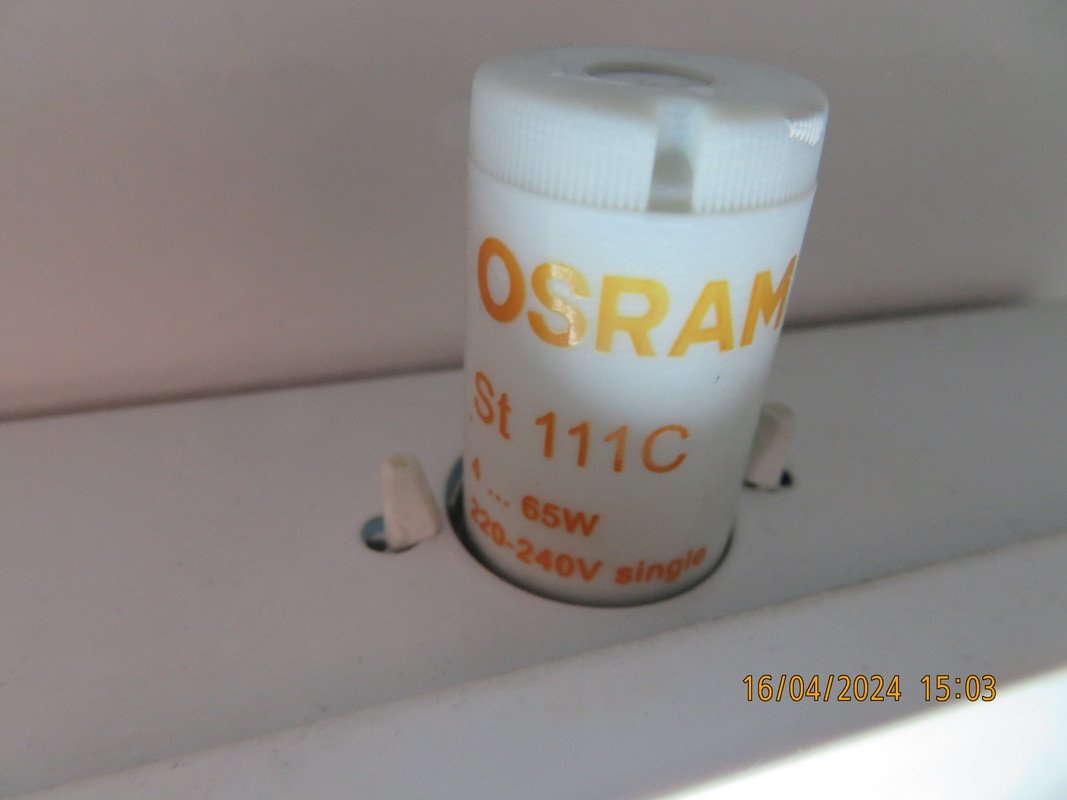 OSRAM
St 111C
4 ... 65W
220-240V single
16/04/2024 15:03